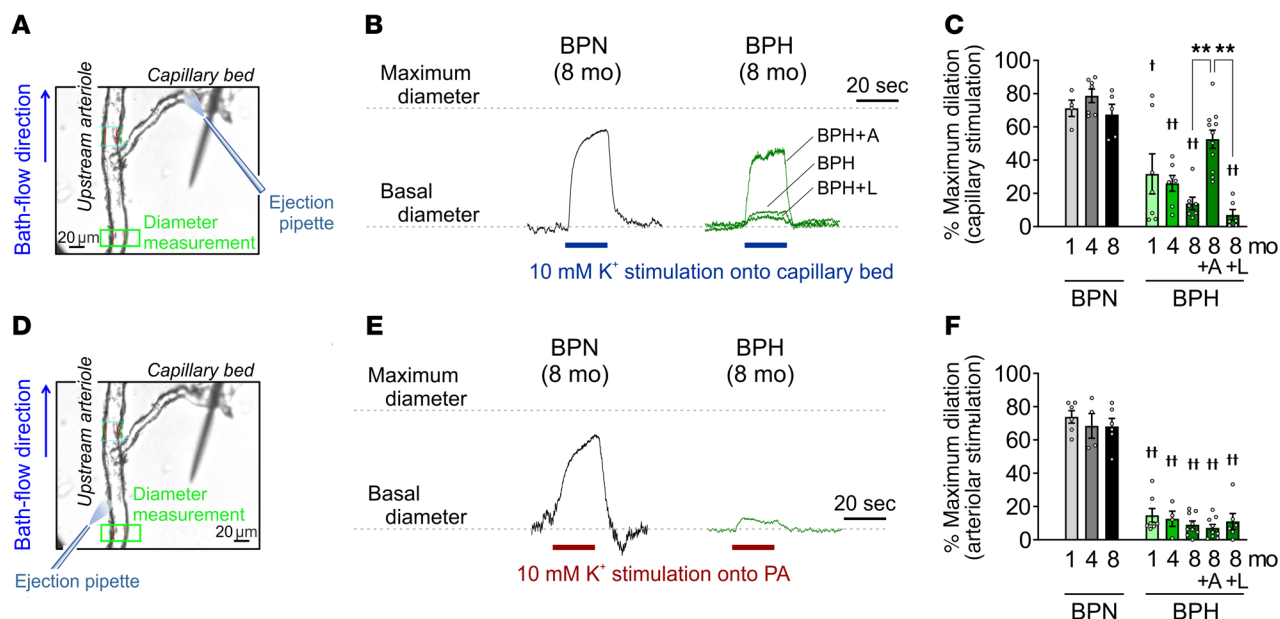 A
Bath-flow direction
Upstream arteriole
Capillary bed
Ejection
pipette
Diameter
measurement
20 µm
B
BPN
(8 mo)
BPH
(8 mo)
Maximum
diameter
20 sec
BPH+A
BPH
BPH+L
Basal
diameter
10 mM K⁺ stimulation onto capillary bed
C
% Maximum dilation
(capillary stimulation)
100
80
60
40
20
0
†
††
††
** **
††
1 4 8 1 4 8 8 8 mo
+A +L
BPN BPH
D
Bath-flow direction
Upstream arteriole
Capillary bed
Diameter
measurement
20 µm
Ejection pipette
E
BPN
(8 mo)
BPH
(8 mo)
Maximum
diameter
Basal
diameter
20 sec
10 mM K⁺ stimulation onto PA
F
% Maximum dilation
(arteriolar stimulation)
100
80
60
40
20
0
†† †† †† †† ††
1 4 8 1 4 8 8 8 mo
+A +L
BPN BPH